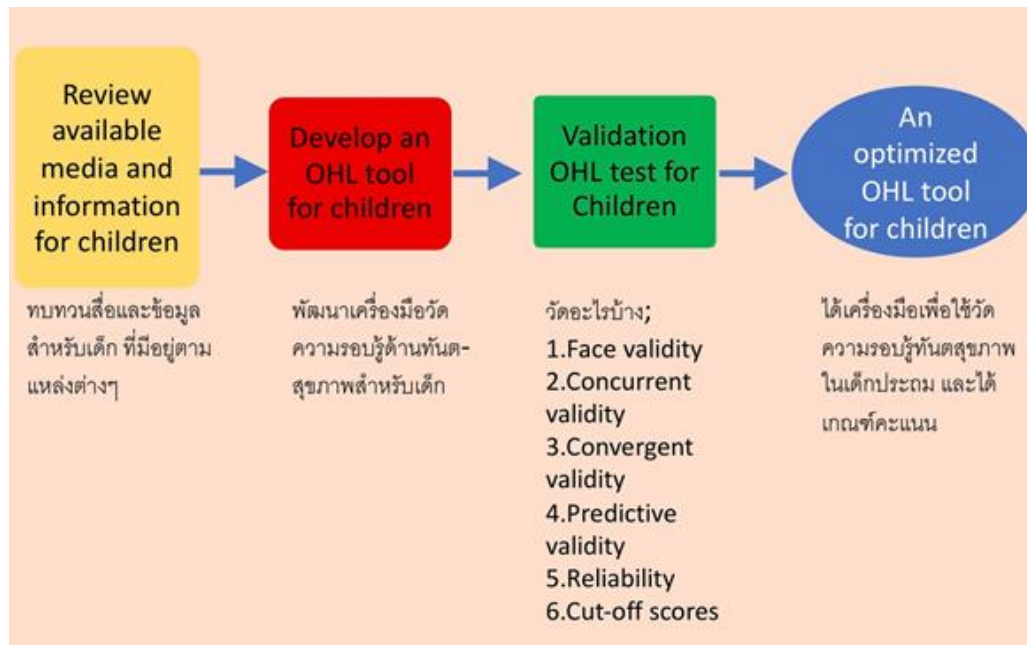 Review
available
media and
information
for children
Develop an
OHL tool
for children
Validation
OHL test for
Children
An
optimized
OHL tool
for children
ทบทวนสื่อและข้อมูล
สำหรับเด็ก ที่มีอยู่ตาม
แหล่งต่างๆ
พัฒนาเครื่องมือวัด
ความรอบรู้ด้านทันต-
สุขภาพสำหรับเด็ก
วัดอะไรบ้าง;
1.Face validity
2.Concurrent
validity
3.Convergent
validity
4.Predictive
validity
5.Reliability
6.Cut-off scores
ได้เครื่องมือเพื่อใช้วัด
ความรอบรู้ทันตสุขภาพ
ในเด็กประถม และได้
เกณฑ์คะแนน